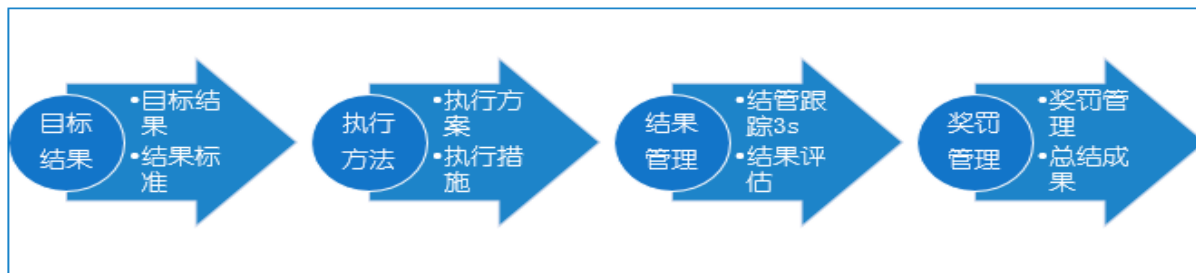 目标
结果
•目标结
果
•结果标
准
执行
方法
•执行方
案
•执行措
施
结果
管理
•结管跟
踪3s
•结果评
估
奖罚
管理
•奖罚管
理
•总结成
果